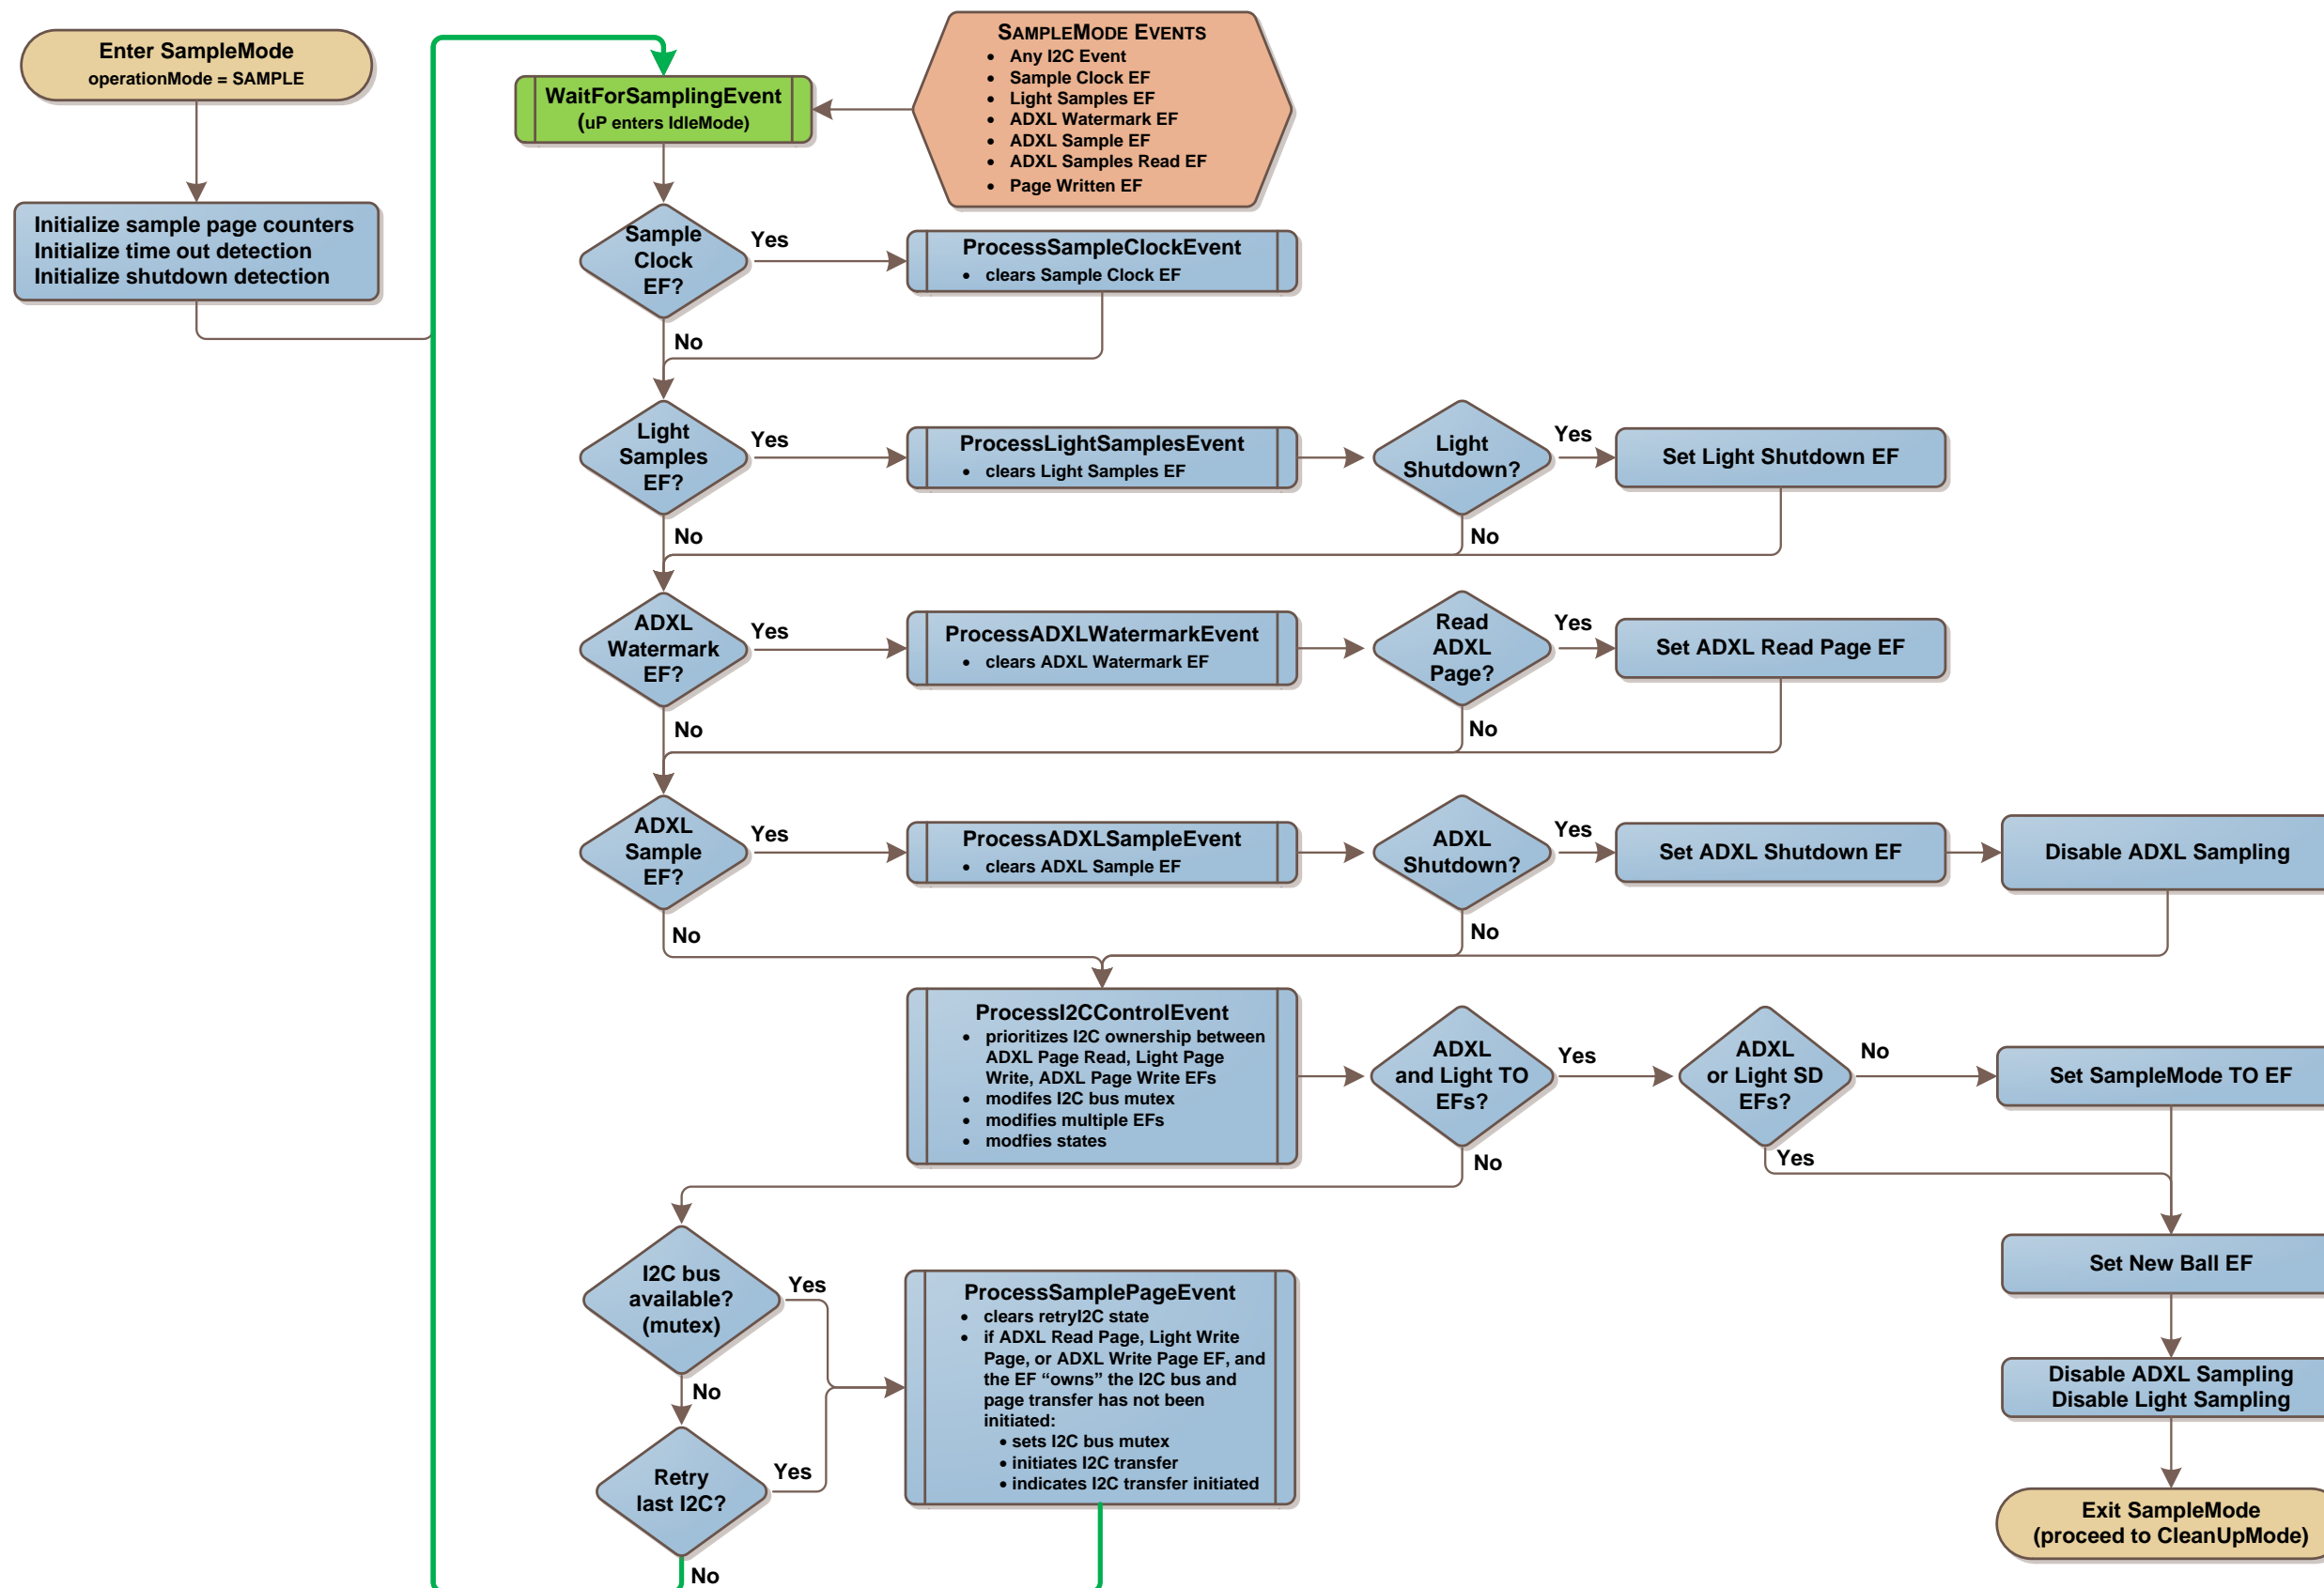 Enter SampleMode
operationMode = SAMPLE
Initialize sample page counters
Initialize time out detection
Initialize shutdown detection
WaitForSamplingEvent
(uP enters IdleMode)
SAMPLEMODE EVENTS
• Any I2C Event
• Sample Clock EF
• Light Samples EF
• ADXL Watermark EF
• ADXL Sample EF
• ADXL Samples Read EF
• Page Written EF
Sample
Clock
EF?
Yes
No
ProcessSampleClockEvent
• clears Sample Clock EF
Light
Samples
EF?
Yes
No
ProcessLightSamplesEvent
• clears Light Samples EF
Light
Shutdown?
Yes
No
Set Light Shutdown EF
ADXL
Watermark
EF?
Yes
No
ProcessADXLWatermarkEvent
• clears ADXL Watermark EF
Read
ADXL
Page?
Yes
No
Set ADXL Read Page EF
ADXL
Sample
EF?
Yes
No
ProcessADXLSampleEvent
• clears ADXL Sample EF
ADXL
Shutdown?
Yes
No
Set ADXL Shutdown EF
Disable ADXL Sampling
ProcessI2CControlEvent
• prioritizes I2C ownership between
ADXL Page Read, Light Page
Write, ADXL Page Write EFs
• modifes I2C bus mutex
• modifies multiple EFs
• modfies states
ADXL
and Light TO
EFs?
Yes
No
ADXL
or Light SD
EFs?
No
Yes
Set SampleMode TO EF
Set New Ball EF
Disable ADXL Sampling
Disable Light Sampling
Exit SampleMode
(proceed to CleanUpMode)
I2C bus
available?
(mutex)
Yes
No
Retry
last I2C?
Yes
No
ProcessSamplePageEvent
• clears retryI2C state
• if ADXL Read Page, Light Write
Page, or ADXL Write Page EF, and
the EF “owns” the I2C bus and
page transfer has not been
initiated:
• sets I2C bus mutex
• initiates I2C transfer
• indicates I2C transfer initiated